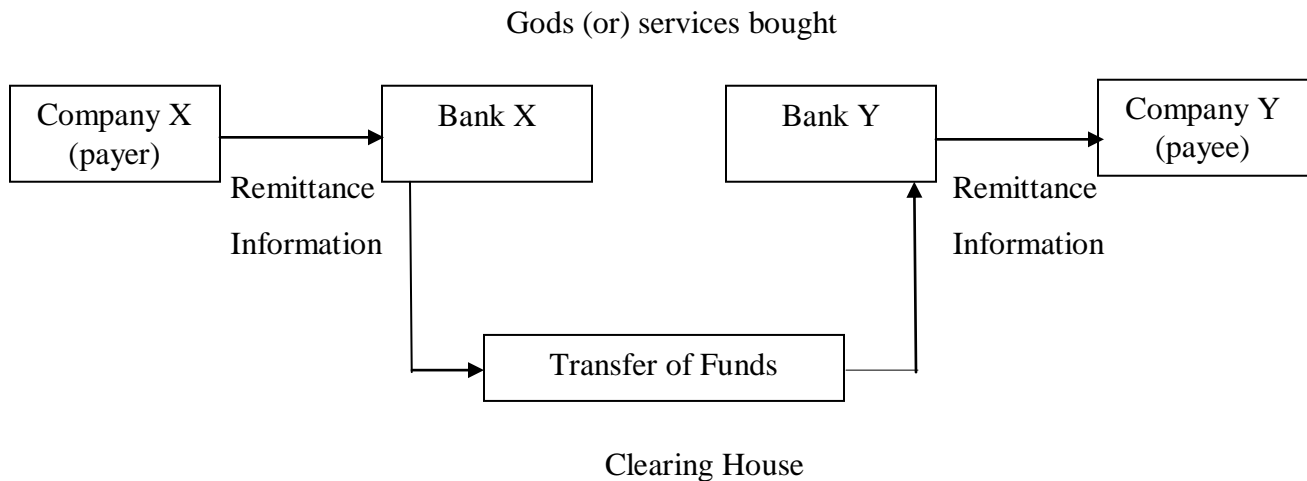 Gods (or) services bought
Company X
(payer)
Bank X
Bank Y
Company Y
(payee)
Remittance
Information
Remittance
Information
Transfer of Funds
Clearing House